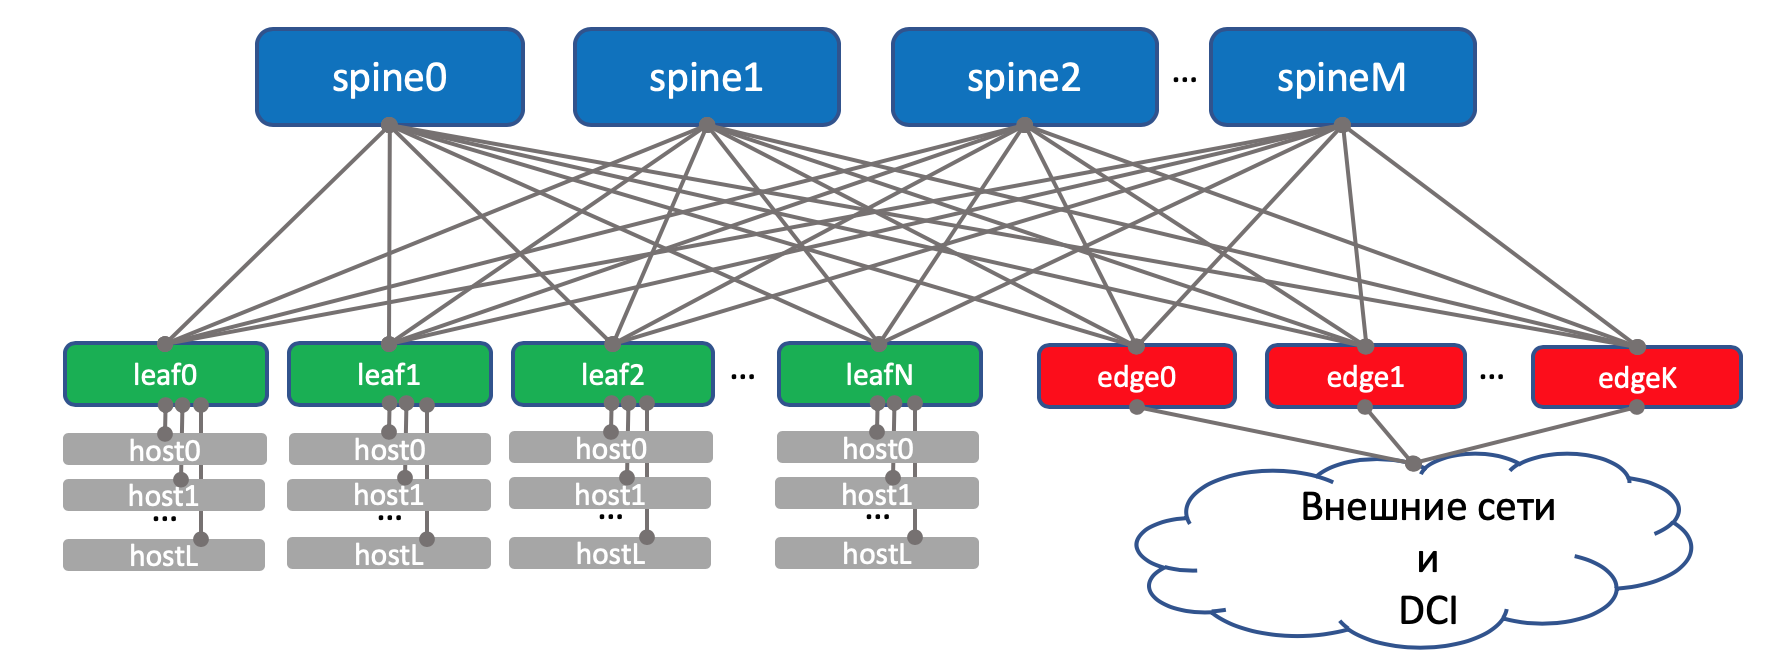 spine0 spine1 spine2 ... spineM
leaf0 leaf1 leaf2 ... leafN edge0 edge1 ... edgeK
host0 host0 host0 host0
host1 host1 host1 host1
... ... ... ...
hostL hostL hostL hostL
Внешние сети
и
DCI